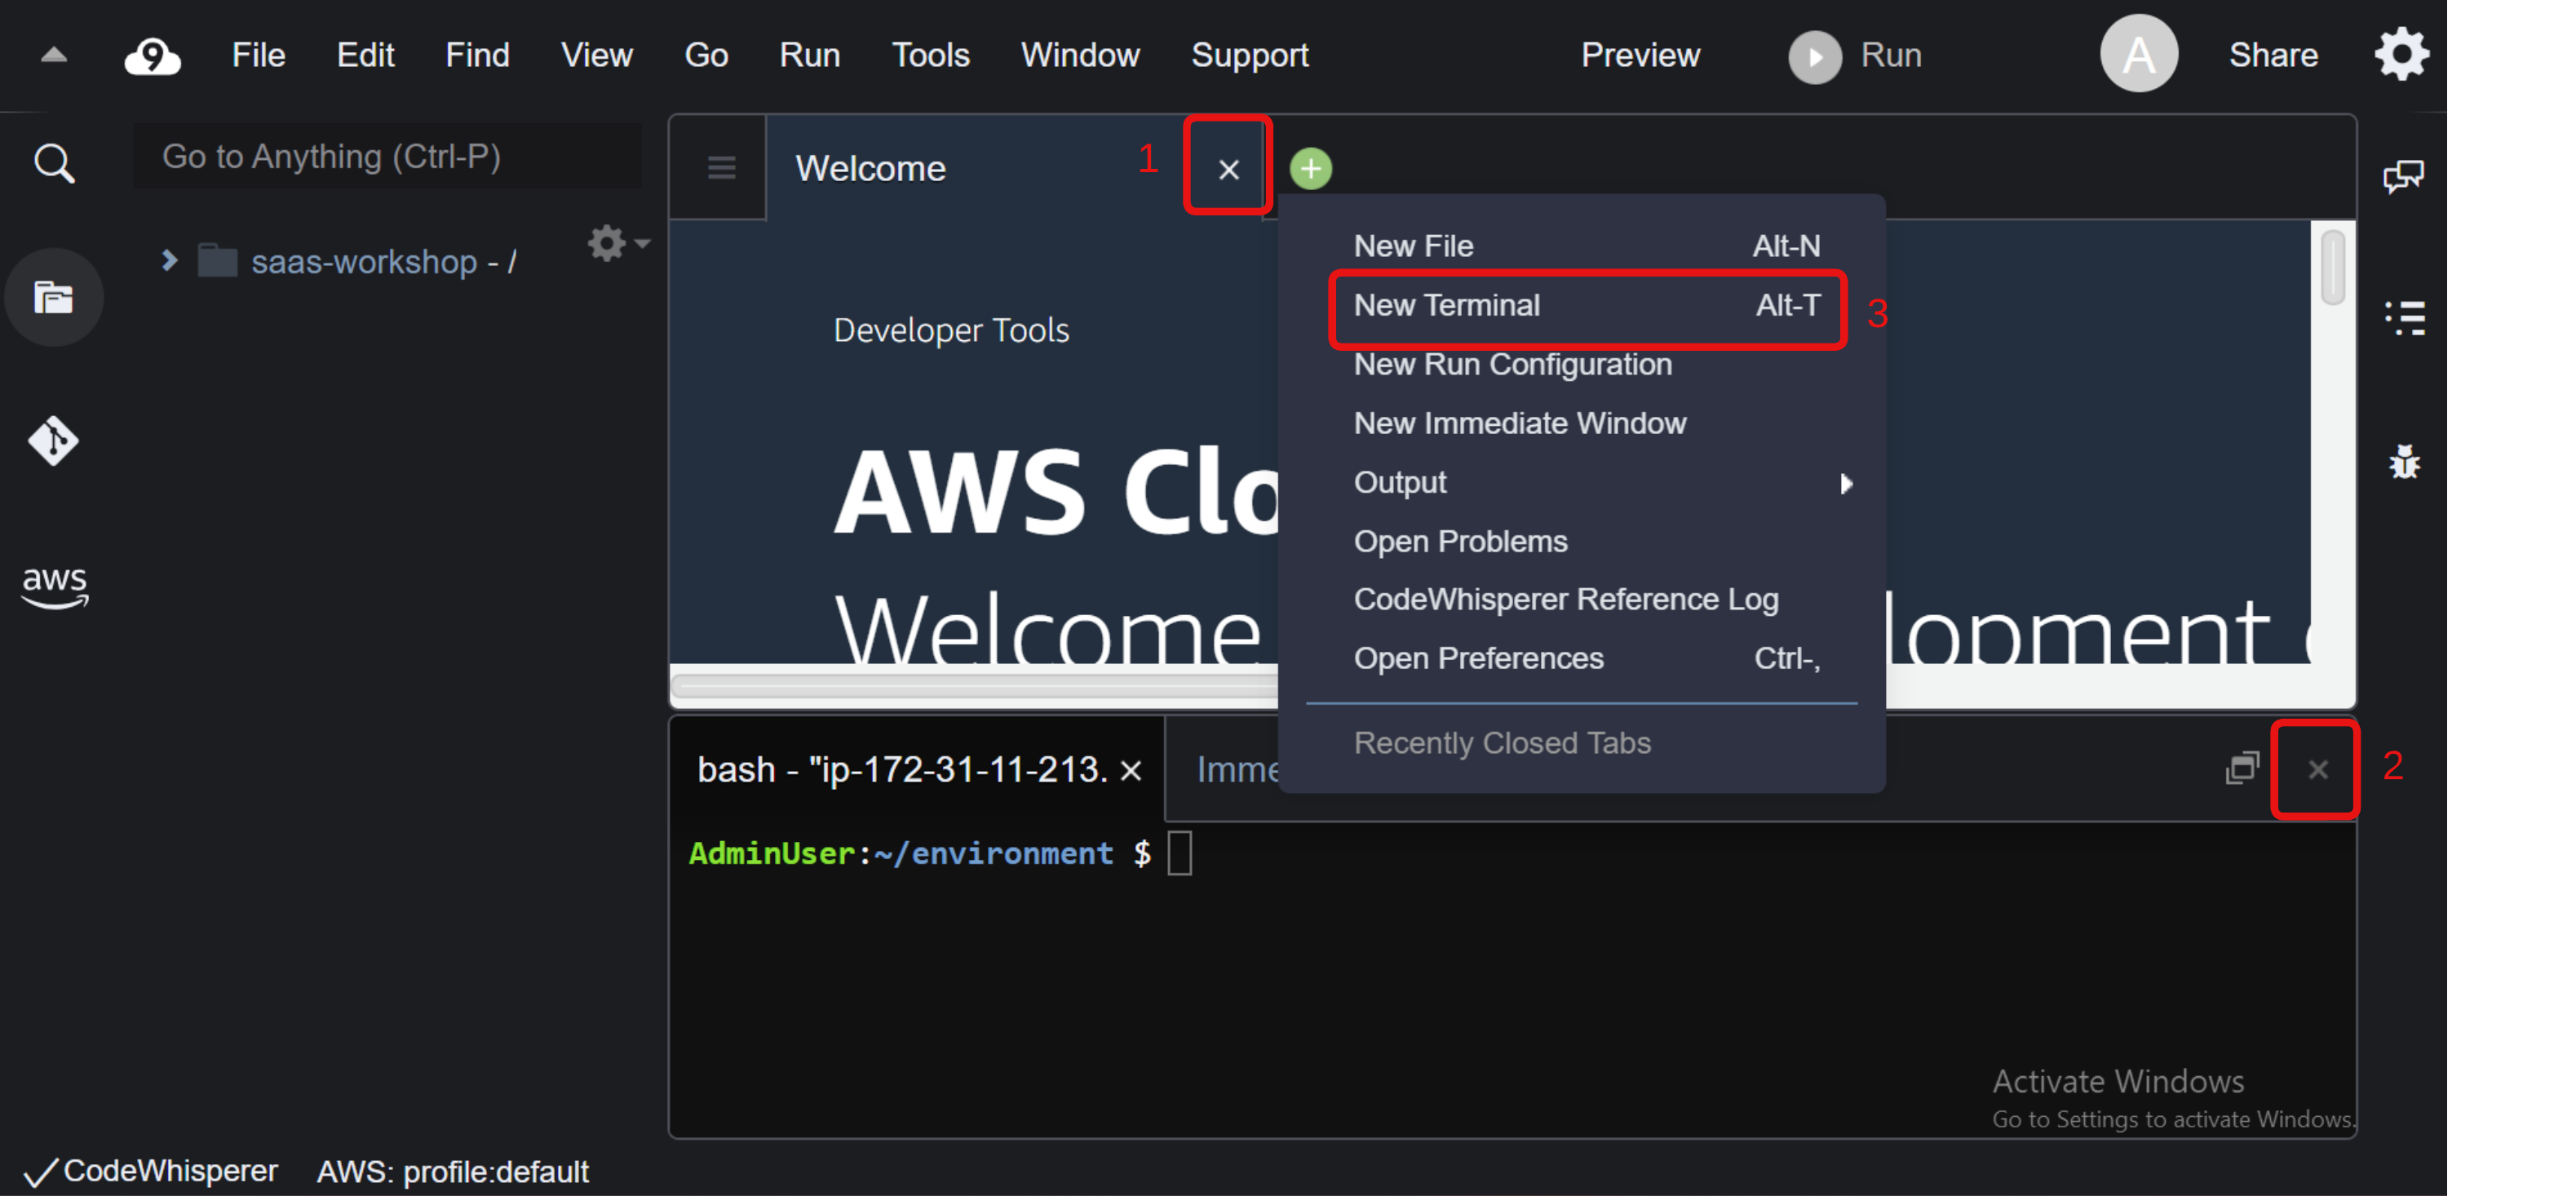 9 File Edit Find View Go Run Tools Window Support Preview Run A Share
Go to Anything (Ctrl-P)
saas-workshop - /
aws
Welcome 1
Developer Tools
AWS Clo
Welcome lopment
New File Alt-N
New Terminal Alt-T 3
New Run Configuration
New Immediate Window
Output
Open Problems
CodeWhisperer Reference Log
Open Preferences Ctrl-,
Recently Closed Tabs
bash - "ip-172-31-11-213. Imme 2
AdminUser:~/environment $
Activate Windows
Go to Settings to activate Windows.
CodeWhisperer AWS: profile:default